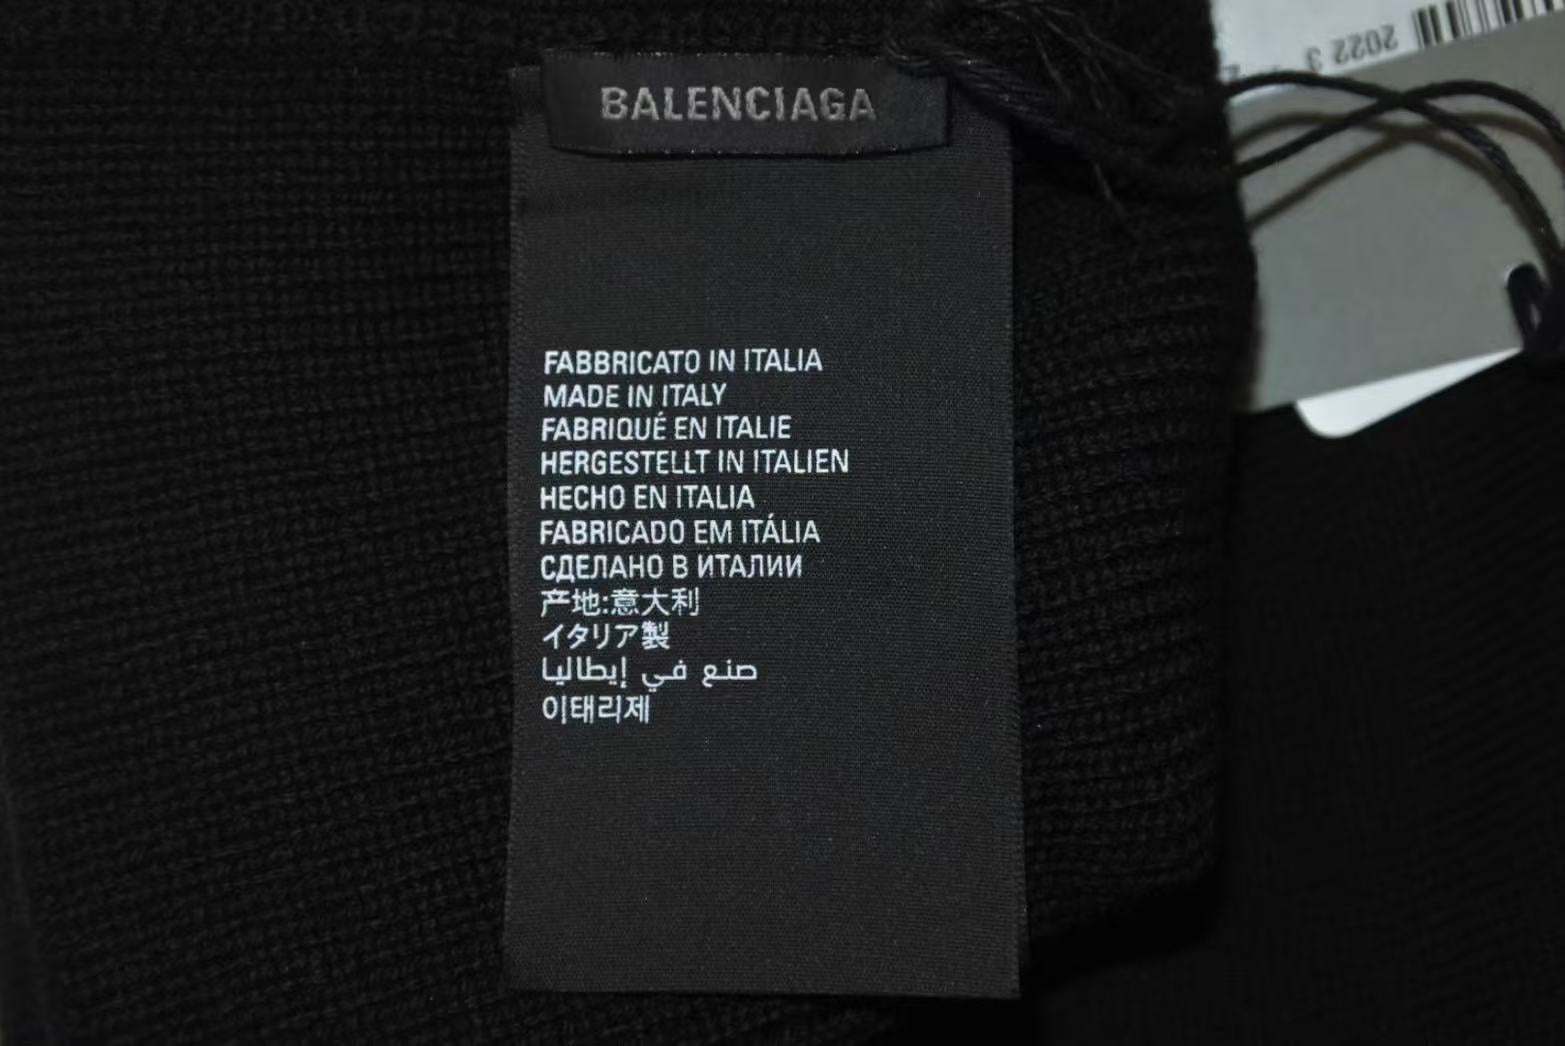 BALENCIAGA
2022 3
FABBRICATO IN ITALIA
MADE IN ITALY
FABRIQUÉ EN ITALIE
HERGESTELLT IN ITALIEN
HECHO EN ITALIA
FABRICADO EM ITÁLIA
СДЕЛАНО В ИТАЛИИ
产地:意大利
イタリア製
صنع في إيطاليا
이태리제